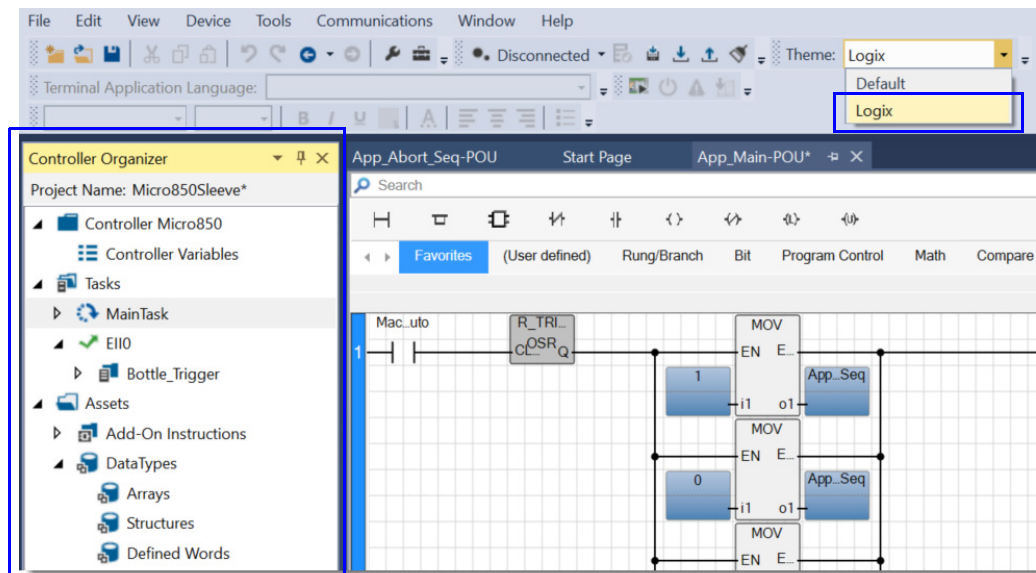 File Edit View Device Tools Communications Window Help
Disconnected Theme: Logix
Default
Terminal Application Language:
Logix
B I U A
Controller Organizer
App_Abort_Seq-POU Start Page App_Main-POU*
Project Name: Micro850Sleeve*
Search
Controller Micro850
Controller Variables
Favorites (User defined) Rung/Branch Bit Program Control Math Compare
Tasks
MainTask
EII0
Bottle_Trigger
Assets
Add-On Instructions
DataTypes
Arrays
Structures
Defined Words
Mac...uto R_TRI... MOV
1 CL... OSR Q EN E...
1 App...Seq
i1 o1
MOV
EN E...
0 App...Seq
i1 o1
MOV
EN E...